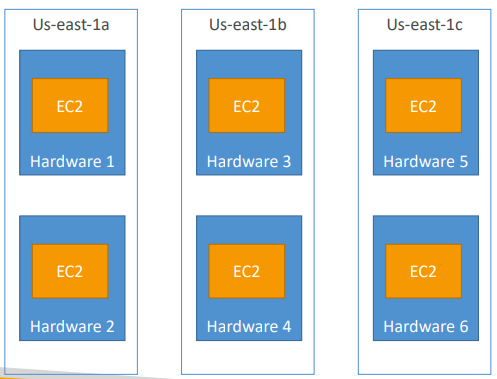 Us-east-1a
EC2
Hardware 1
EC2
Hardware 2
Us-east-1b
EC2
Hardware 3
EC2
Hardware 4
Us-east-1c
EC2
Hardware 5
EC2
Hardware 6